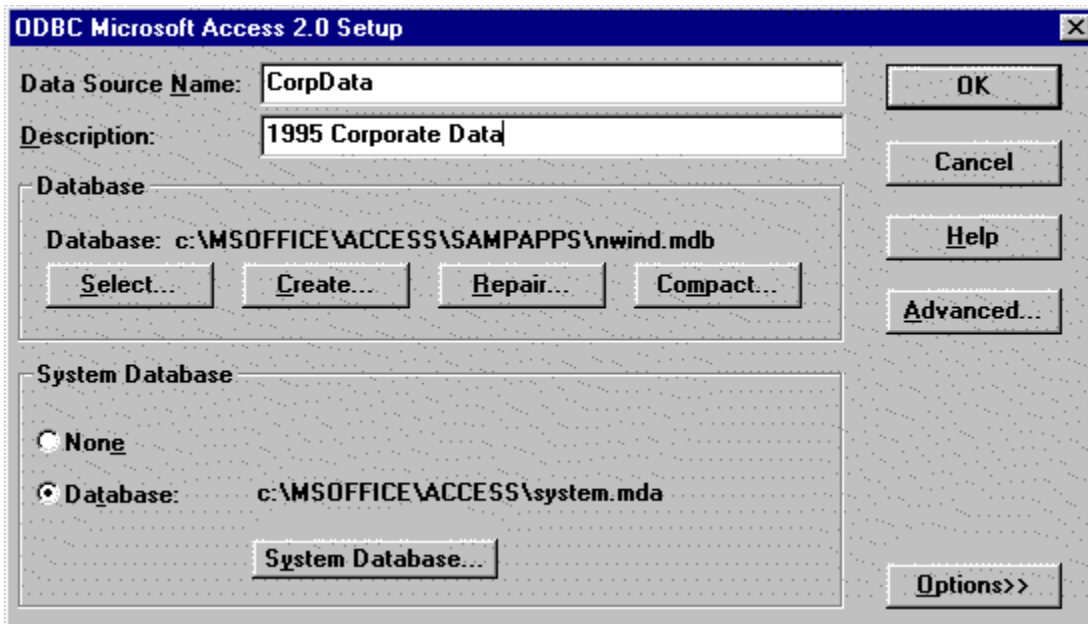 ODBC Microsoft Access 2.0 Setup
Data Source Name: CorpData
OK
Description: 1995 Corporate Data
Cancel
Database
Database: c:\MSOFFICE\ACCESS\SAMPAPPS\nwind.mdb
Help
Select... Create... Repair... Compact...
Advanced...
System Database
None
Database: c:\MSOFFICE\ACCESS\system.mda
System Database...
Options>>